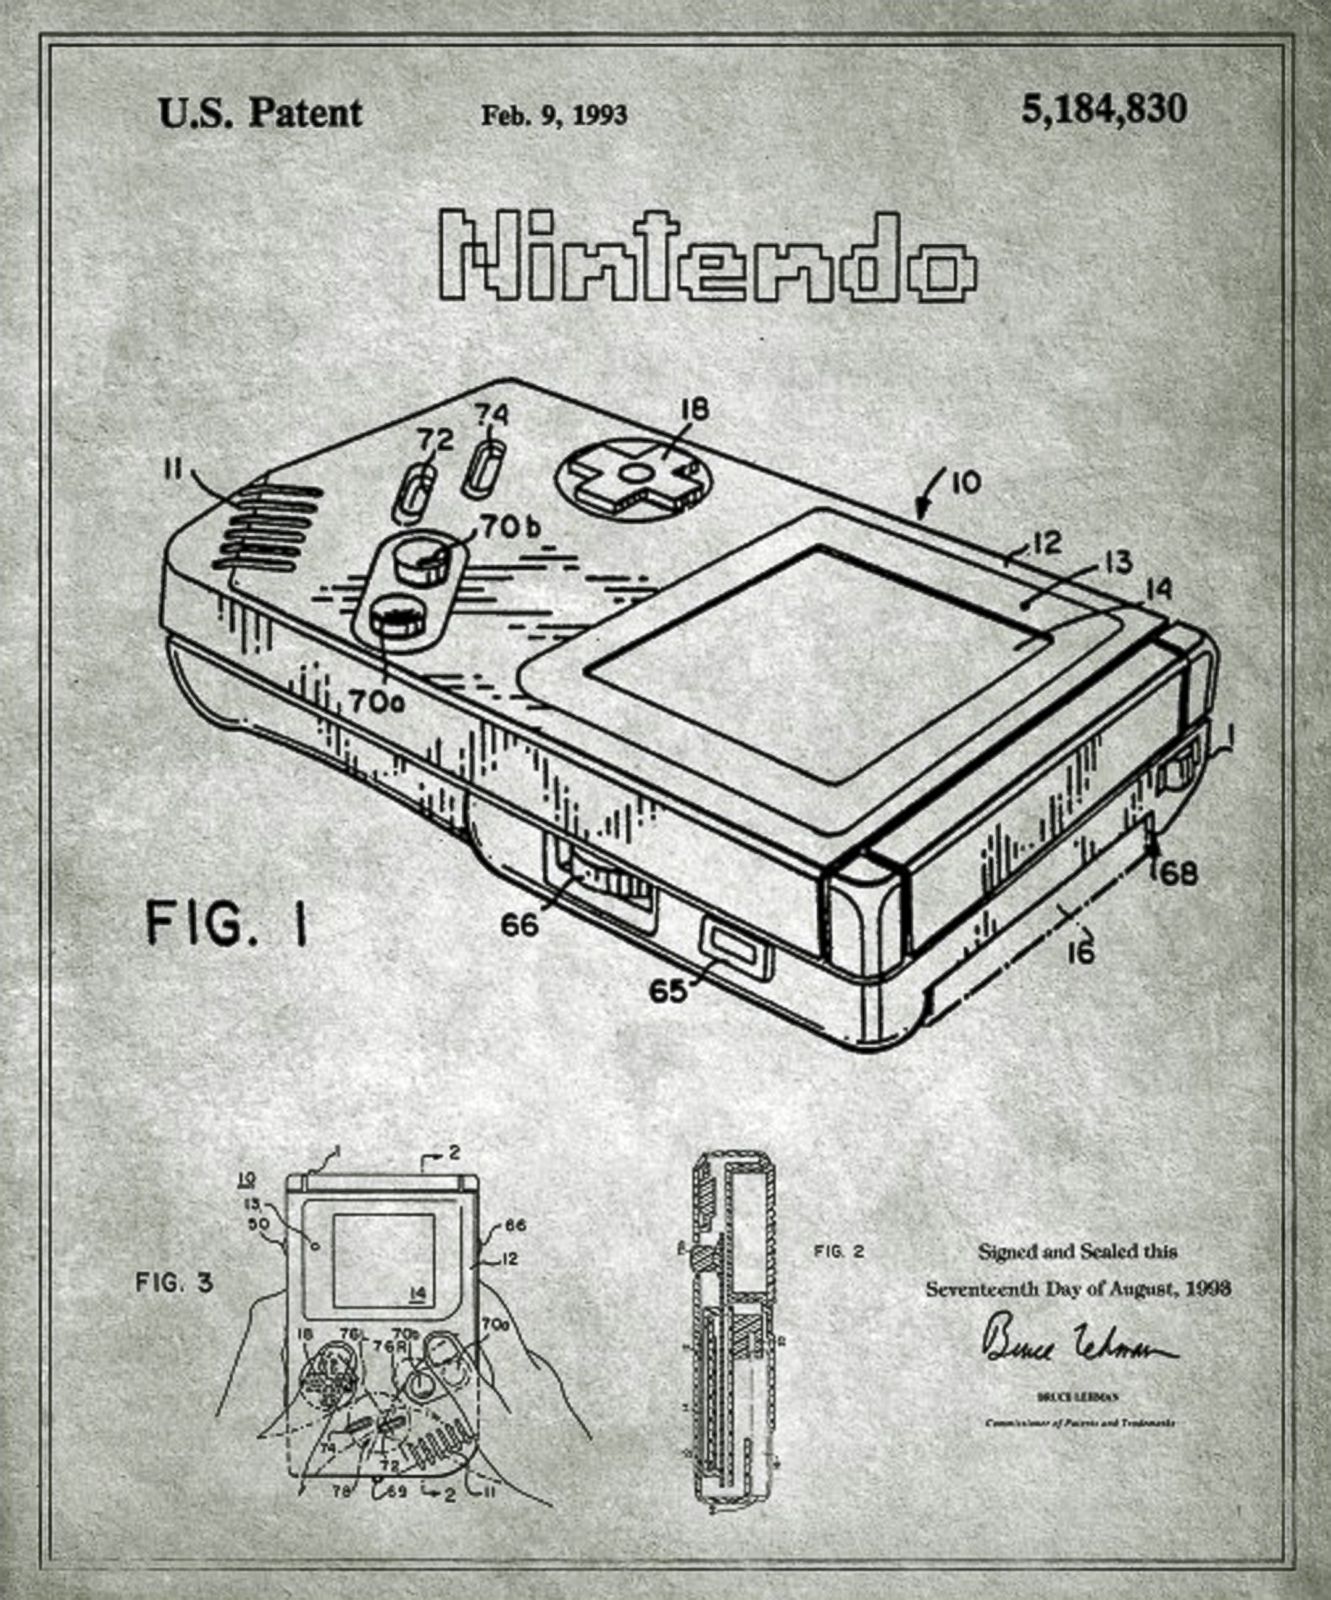 U.S. Patent Feb. 9, 1993 5,184,830
Nintendo
74
18
72
11
10
70b
12
13
14
70a
1
68
FIG. 1
66
16
65
1
2
10
13
50
66
12
FIG. 2
Signed and Sealed this
FIG. 3
Seventeenth Day of August, 1993
14
18 76L 70b 70a
76R
Bruce Lehman
BRUCE LEHMAN
Commissioner of Patents and Trademarks
74
72
78 69 2 11